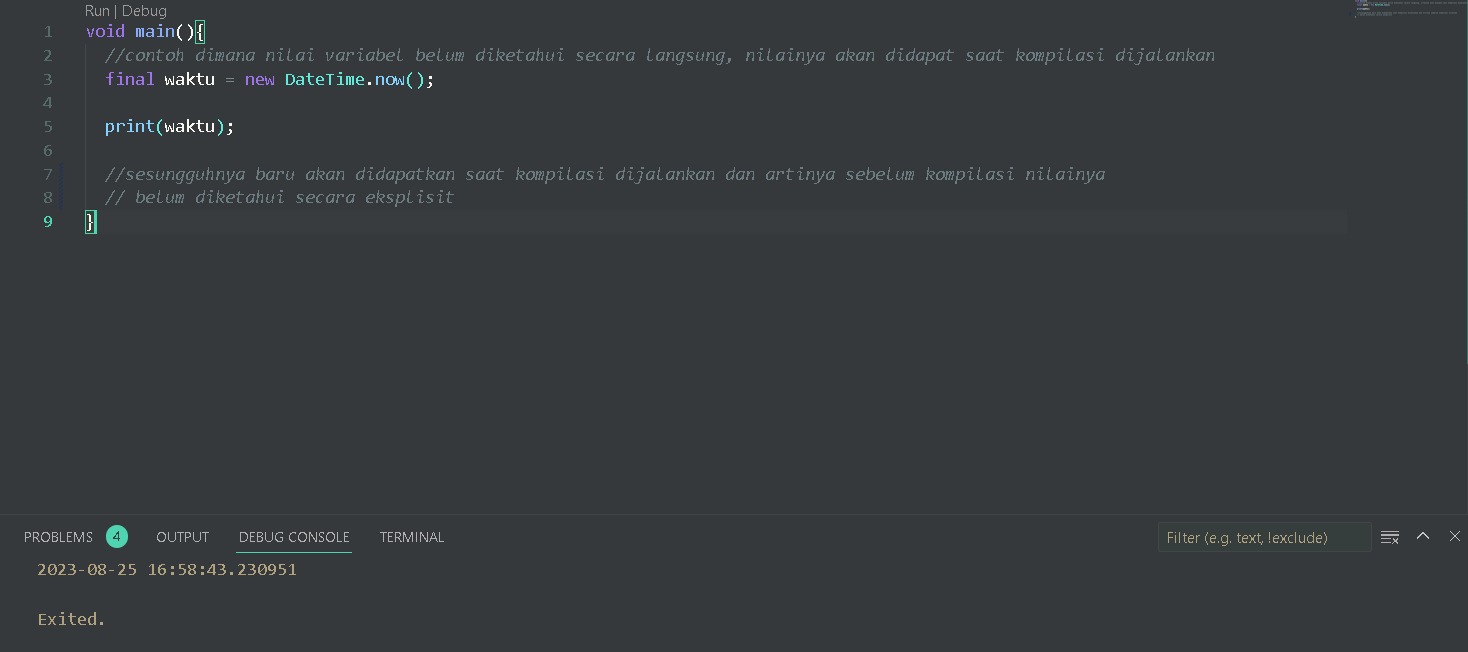 Run | Debug
1 void main(){
2 //contoh dimana nilai variabel belum diketahui secara langsung, nilainya akan didapat saat kompilasi dijalankan
3 final waktu = new DateTime.now();
4
5 print(waktu);
6
7 //sesungguhnya baru akan didapatkan saat kompilasi dijalankan dan artinya sebelum kompilasi nilainya
8 // belum diketahui secara eksplisit
9 }
PROBLEMS 4 OUTPUT DEBUG CONSOLE TERMINAL Filter (e.g. text, !exclude)
2023-08-25 16:58:43.230951
Exited.